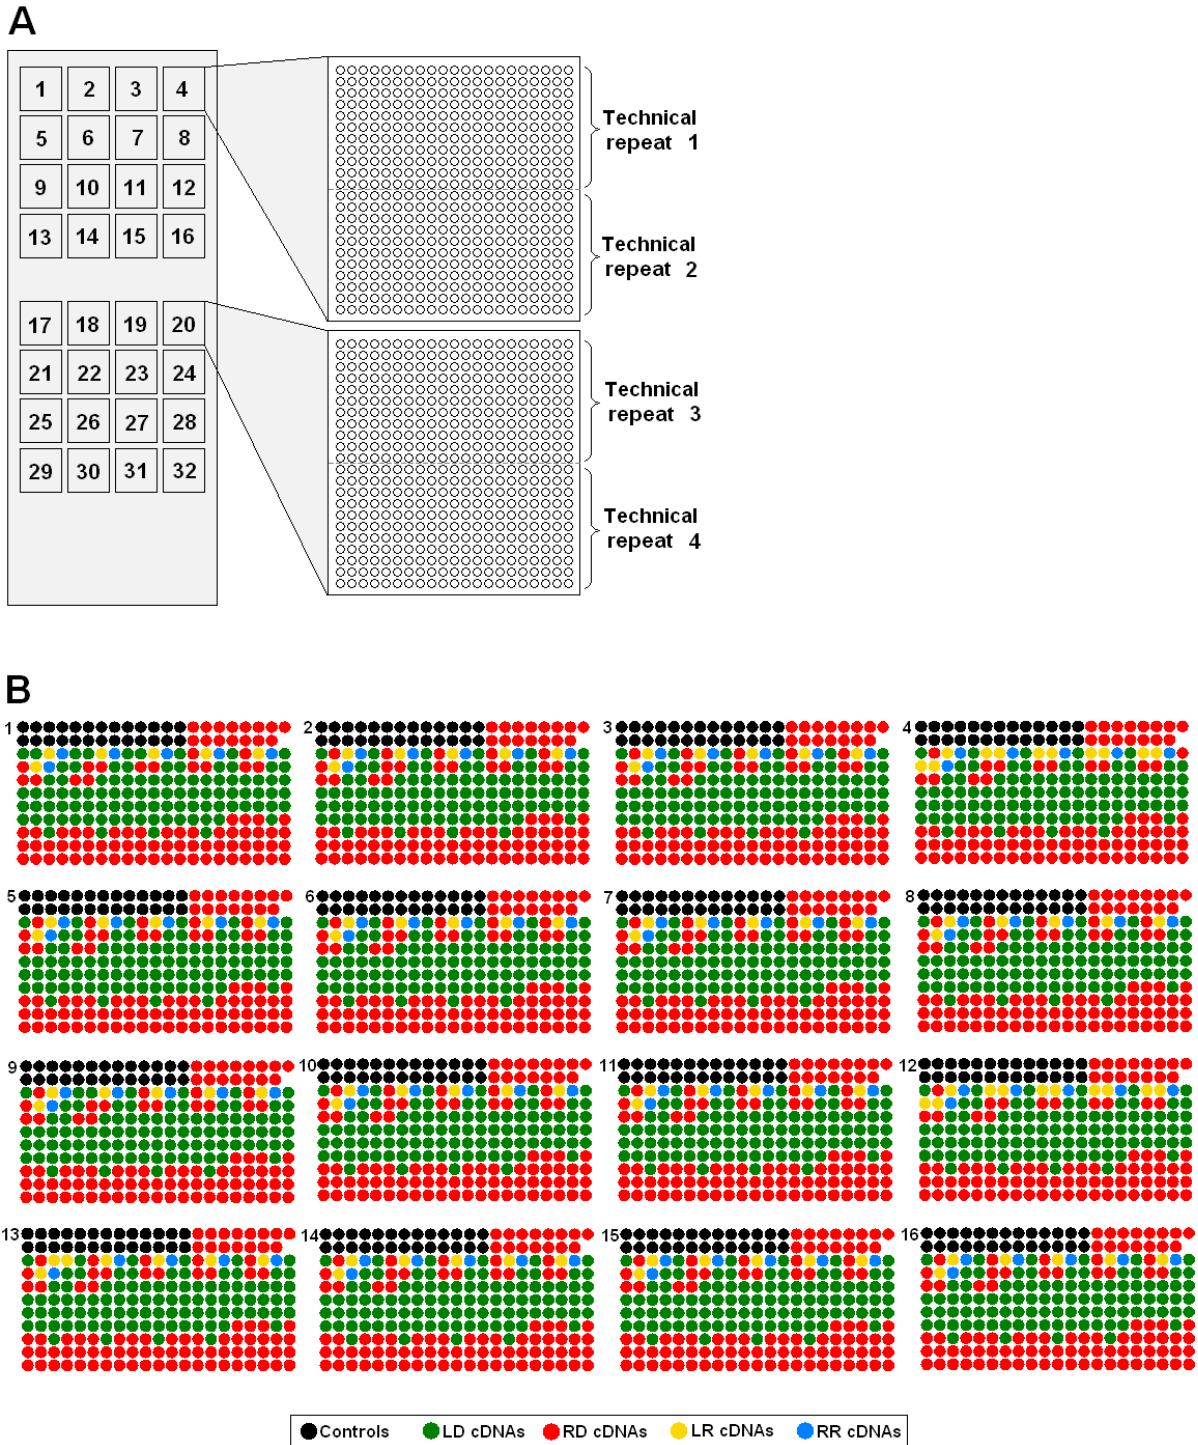 A
1 2 3 4
5 6 7 8
9 10 11 12
13 14 15 16
17 18 19 20
21 22 23 24
25 26 27 28
29 30 31 32
Technical
repeat 1
Technical
repeat 2
Technical
repeat 3
Technical
repeat 4
B
1 2 3 4
5 6 7 8
9 10 11 12
13 14 15 16
Controls LD cDNAs RD cDNAs LR cDNAs RR cDNAs